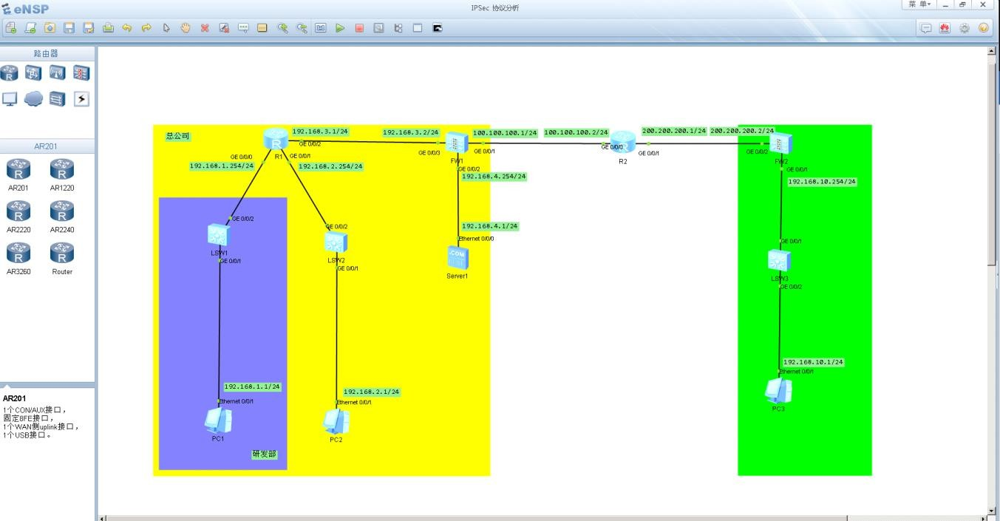 eNSP
IPSec 协议分析
菜 单
路由器
AR201
AR201
AR1220
AR2220
AR2240
AR3260
Router
AR201
1个CON/AUX接口，
固定8FE接口，
1个WAN侧uplink接口，
1个USB接口。
总公司
192.168.3.1/24
192.168.3.2/24
100.100.100.1/24
100.100.100.2/24
200.200.200.1/24
200.200.200.2/24
GE 0/0/2
GE 0/0/3
GE 0/0/1
GE 0/0/0
GE 0/0/1
GE 0/0/2
R1
FW1
R2
FW2
GE 0/0/0
GE 0/0/1
GE 0/0/2
GE 0/0/1
192.168.1.254/24
192.168.2.254/24
192.168.4.254/24
192.168.10.254/24
GE 0/0/2
GE 0/0/2
192.168.4.1/24
Ethernet 0/0/0
GE 0/0/1
LSW1
GE 0/0/1
LSW2
GE 0/0/1
.COM
Server1
LSW3
GE 0/0/2
192.168.1.1/24
Ethernet 0/0/1
PC1
192.168.2.1/24
Ethernet 0/0/1
PC2
192.168.10.1/24
Ethernet 0/0/1
PC3
研发部